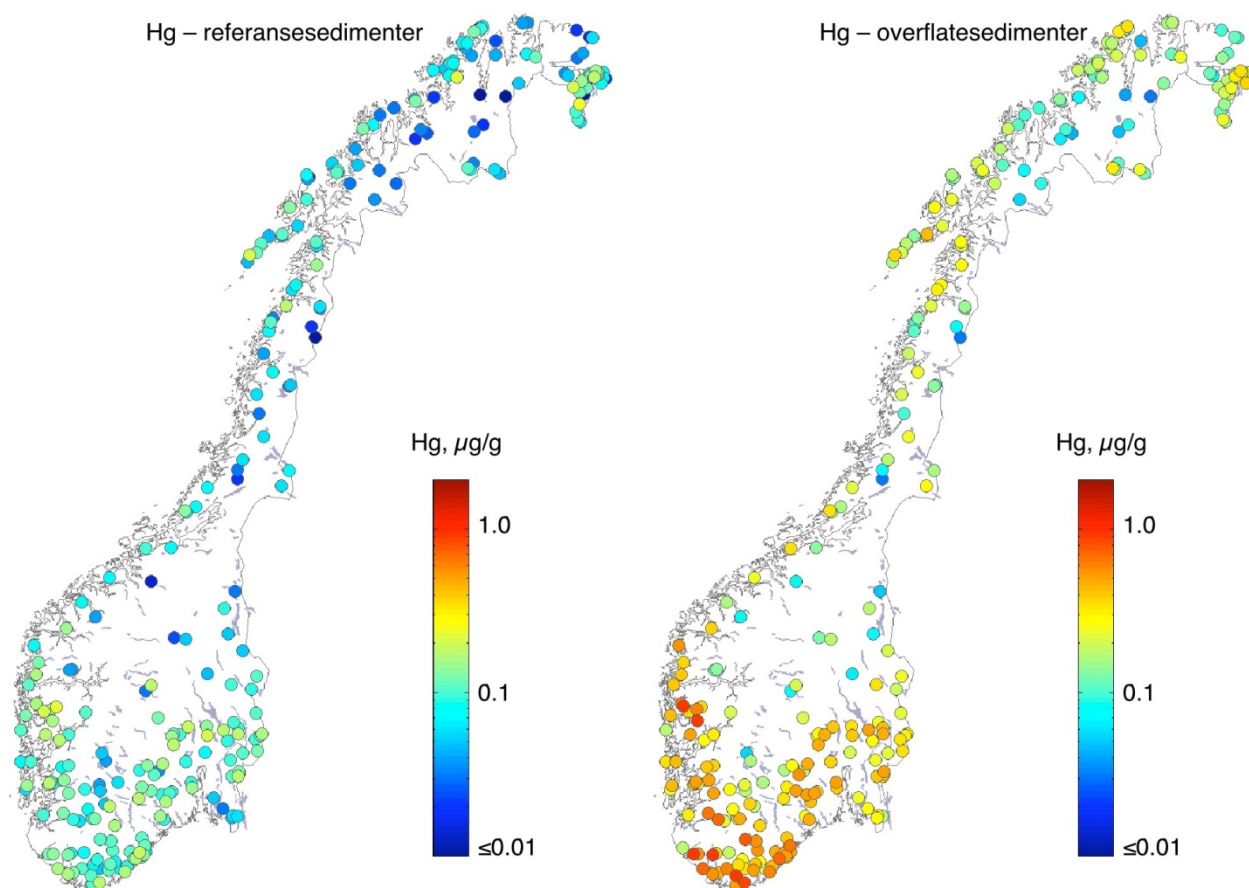 Hg – referansesedimenter
Hg – overflatesedimenter
Hg, µg/g
1.0
0.1
≤0.01
Hg, µg/g
1.0
0.1
≤0.01